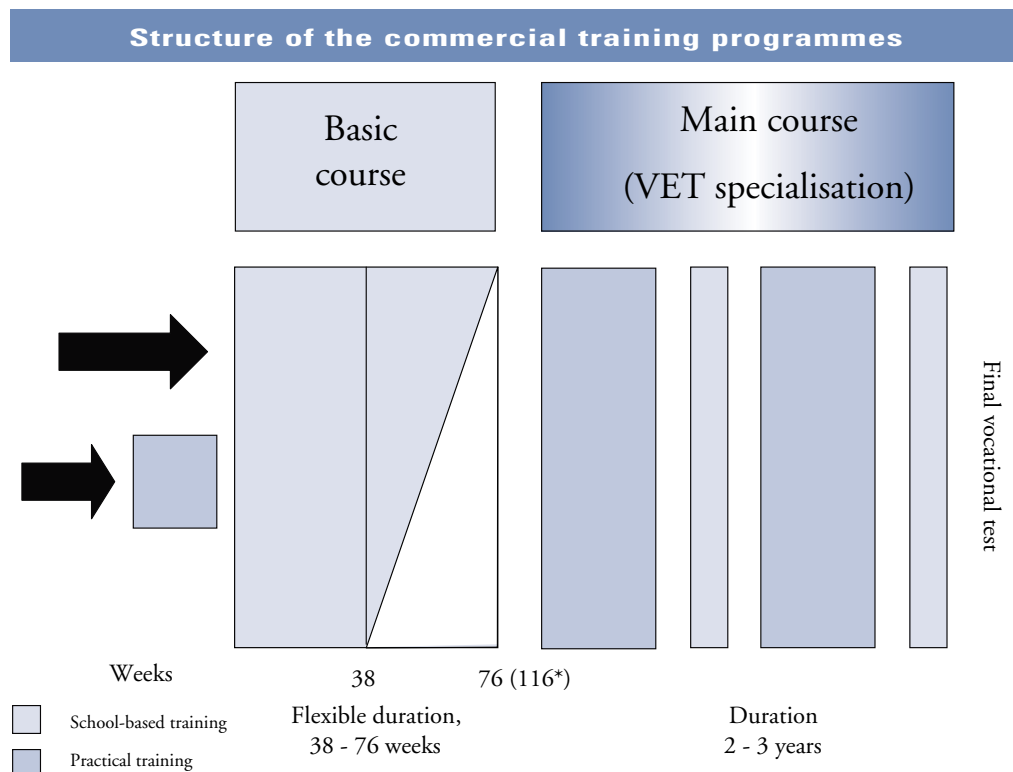 Structure of the commercial training programmes
Basic
course
Main course
(VET specialisation)
Final vocational test
Weeks
38
76 (116*)
School-based training
Practical training
Flexible duration,
38 - 76 weeks
Duration
2 - 3 years